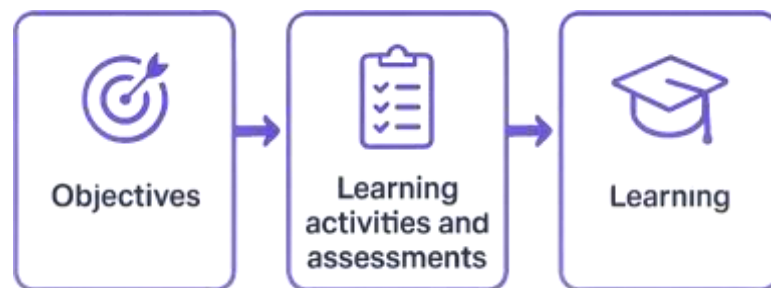 Objectives
Learning
activities and
assessments
Learning